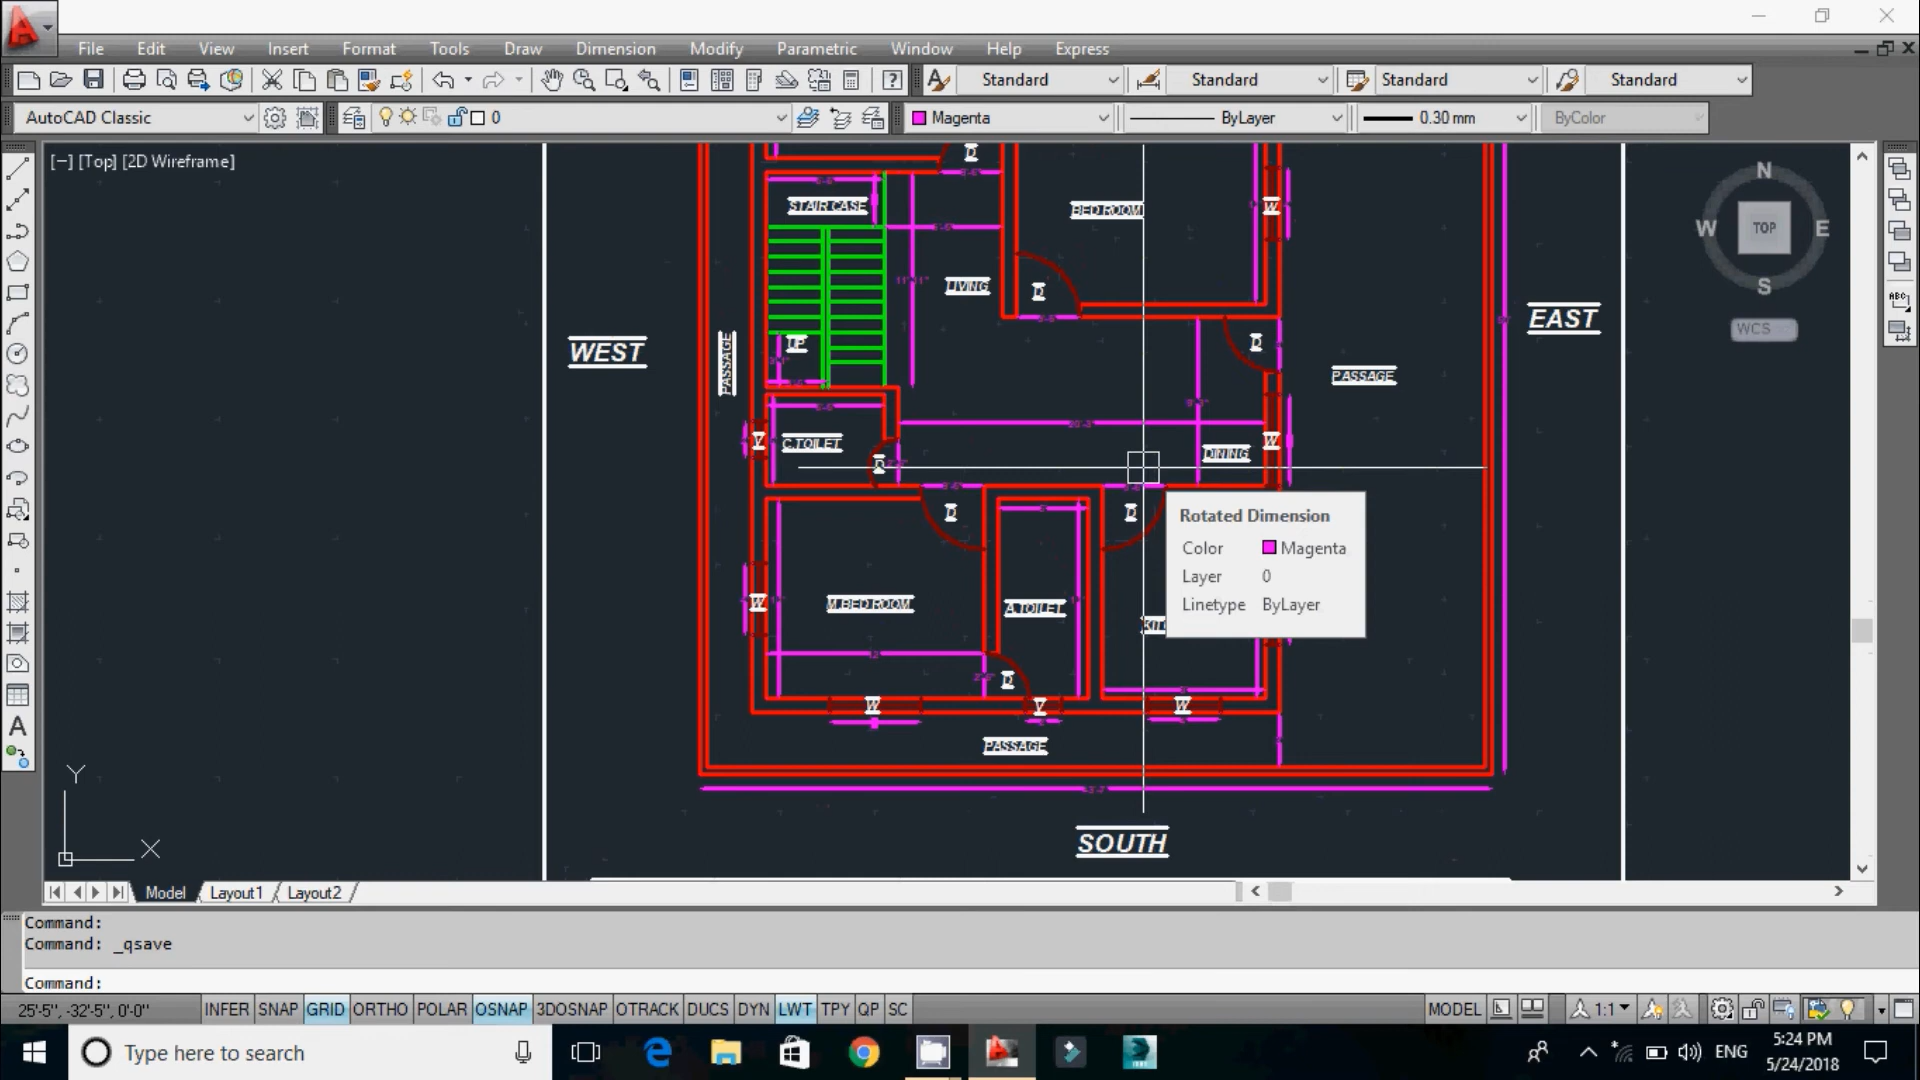 File Edit View Insert Format Tools Draw Dimension Modify Parametric Window Help Express
Standard Standard Standard Standard
AutoCAD Classic 0 Magenta ByLayer 0.30 mm ByColor
[−] [Top] [2D Wireframe]
D
STAIR CASE
BED ROOM
W
LIVING
D
11'-11"
UP
D
PASSAGE
PASSAGE
WEST
EAST
N
W TOP E
S
WCS
V
C.TOILET
D
DINING
W
D
D
W
M.BED ROOM
A.TOILET
D
W
V
W
PASSAGE
SOUTH
Rotated Dimension
Color Magenta
Layer 0
Linetype ByLayer
Y
X
Model Layout1 Layout2
Command:
Command: _qsave
Command:
25'-5", -32'-5", 0'-0" INFER SNAP GRID ORTHO POLAR OSNAP 3DOSNAP OTRACK DUCS DYN LWT TPY QP SC MODEL 1:1
Type here to search
ENG
5:24 PM
5/24/2018